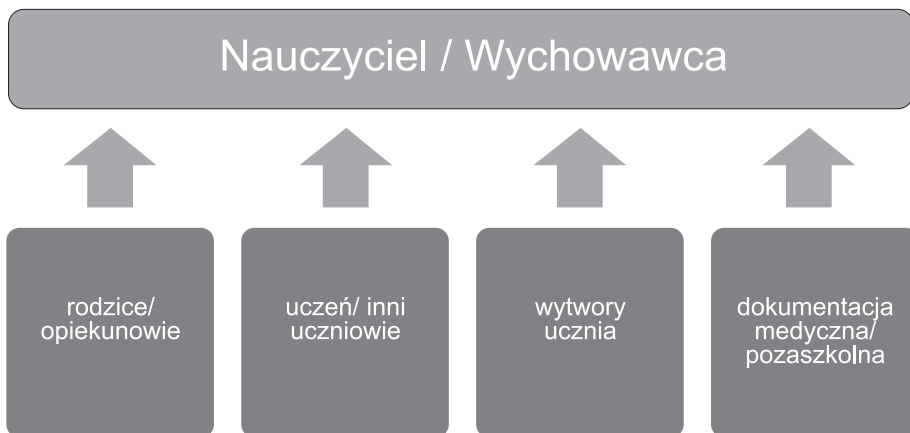 Nauczyciel / Wychowawca
rodzice/
opiekunowie
uczeń/ inni
uczniowie
wytwory
ucznia
dokumentacja
medyczna/
pozaszkolna